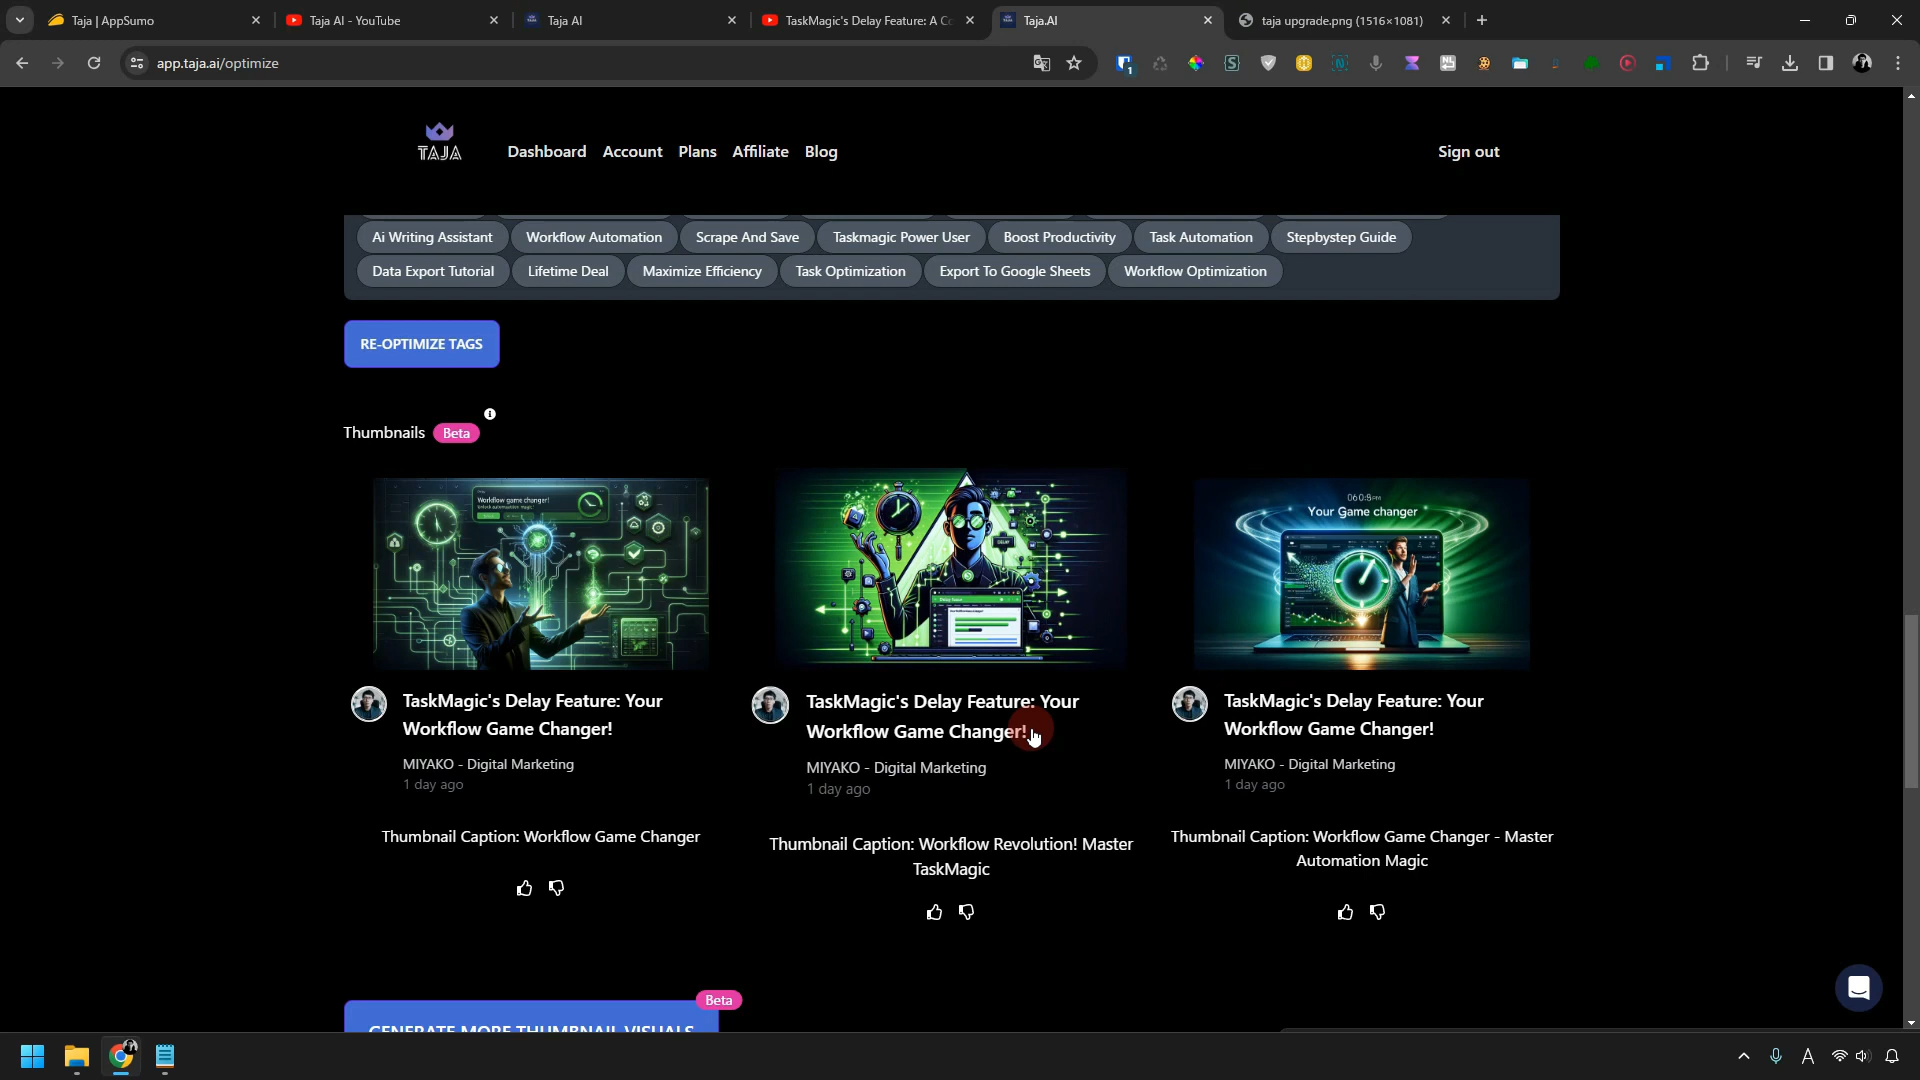 Taja | AppSumo
Taja AI - YouTube
Taja AI
TaskMagic's Delay Feature: A Co
Taja.AI
taja upgrade.png (1516×1081)
app.taja.ai/optimize
TAJA
Dashboard
Account
Plans
Affiliate
Blog
Sign out
Ai Writing Assistant
Workflow Automation
Scrape And Save
Taskmagic Power User
Boost Productivity
Task Automation
Stepbystep Guide
Data Export Tutorial
Lifetime Deal
Maximize Efficiency
Task Optimization
Export To Google Sheets
Workflow Optimization
RE-OPTIMIZE TAGS
Thumbnails
Beta
Workflow game changer!
Your Game changer
TaskMagic's Delay Feature: Your
Workflow Game Changer!
MIYAKO - Digital Marketing
1 day ago
Thumbnail Caption: Workflow Game Changer
TaskMagic's Delay Feature: Your
Workflow Game Changer!
MIYAKO - Digital Marketing
1 day ago
Thumbnail Caption: Workflow Revolution! Master
TaskMagic
TaskMagic's Delay Feature: Your
Workflow Game Changer!
MIYAKO - Digital Marketing
1 day ago
Thumbnail Caption: Workflow Game Changer - Master
Automation Magic
Beta
GENERATE MORE THUMBNAIL VISUALS